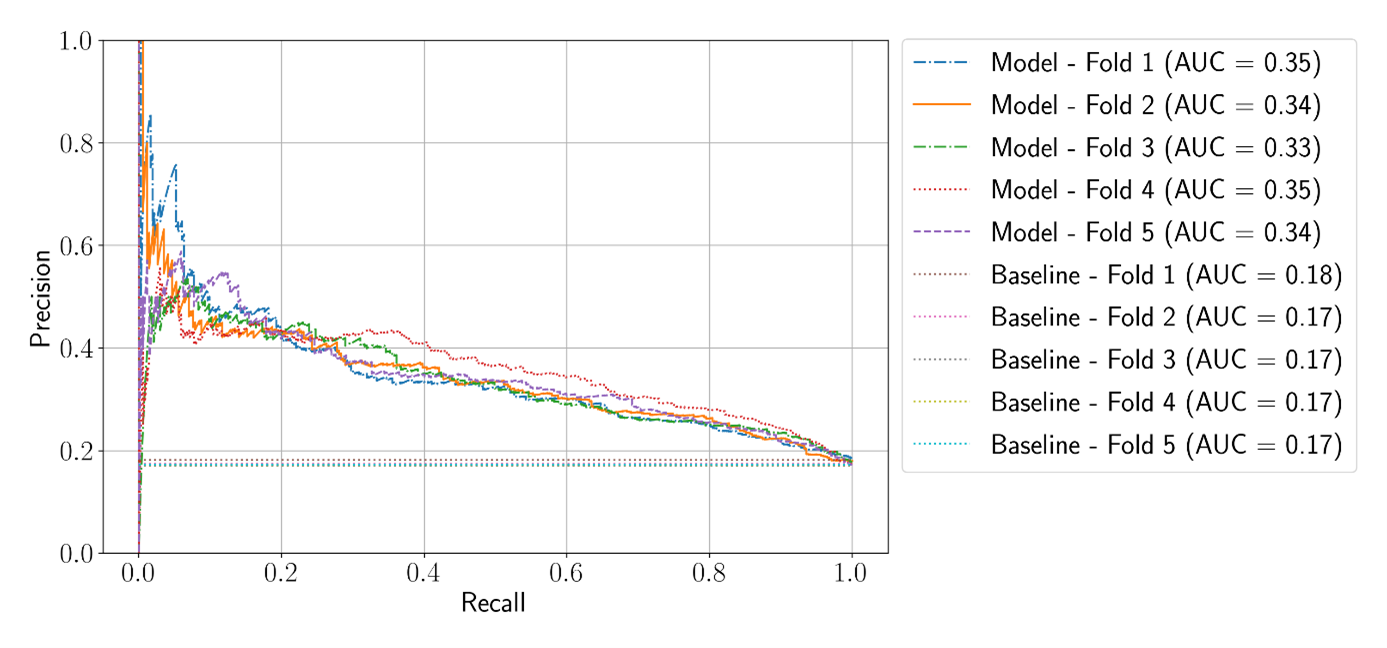 1.0
0.8
0.6
0.4
0.2
0.0
Precision
0.0 0.2 0.4 0.6 0.8 1.0
Recall
Model - Fold 1 (AUC = 0.35)
Model - Fold 2 (AUC = 0.34)
Model - Fold 3 (AUC = 0.33)
Model - Fold 4 (AUC = 0.35)
Model - Fold 5 (AUC = 0.34)
Baseline - Fold 1 (AUC = 0.18)
Baseline - Fold 2 (AUC = 0.17)
Baseline - Fold 3 (AUC = 0.17)
Baseline - Fold 4 (AUC = 0.17)
Baseline - Fold 5 (AUC = 0.17)